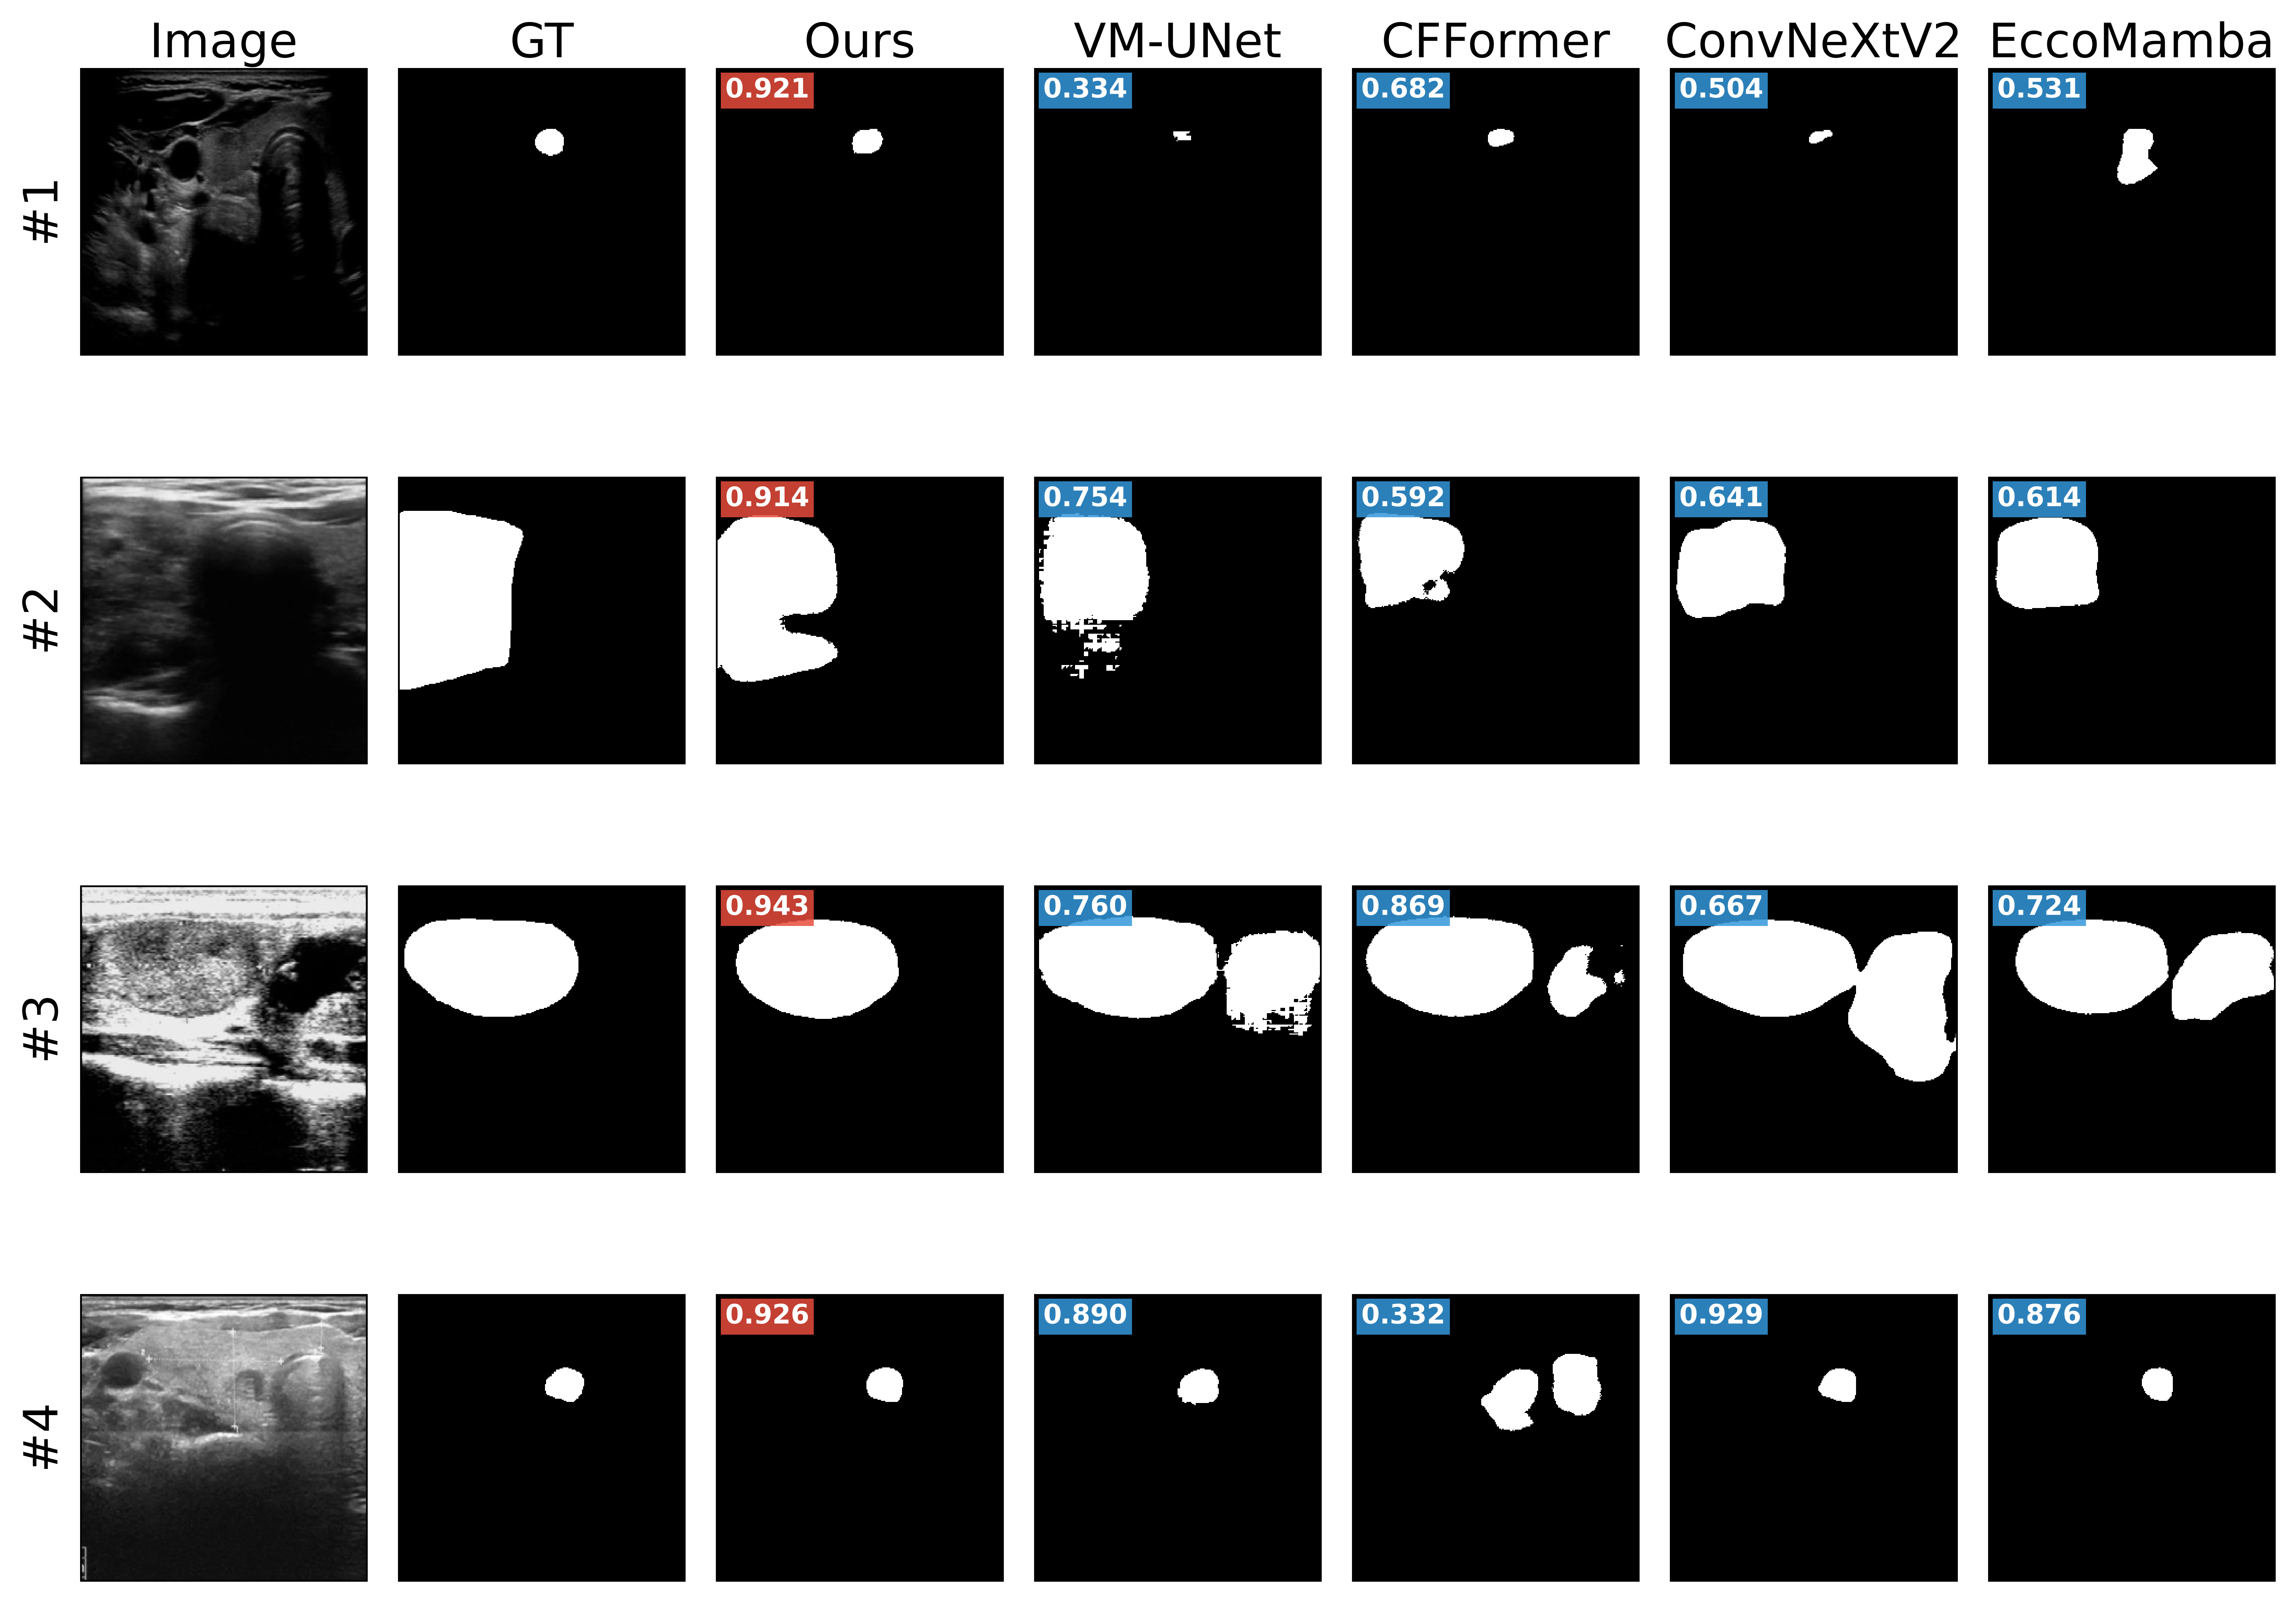 Image GT Ours VM-UNet CFFormer ConvNeXtV2 EccoMamba
#1 0.921 0.334 0.682 0.504 0.531
#2 0.914 0.754 0.592 0.641 0.614
#3 0.943 0.760 0.869 0.667 0.724
#4 0.926 0.890 0.332 0.929 0.876